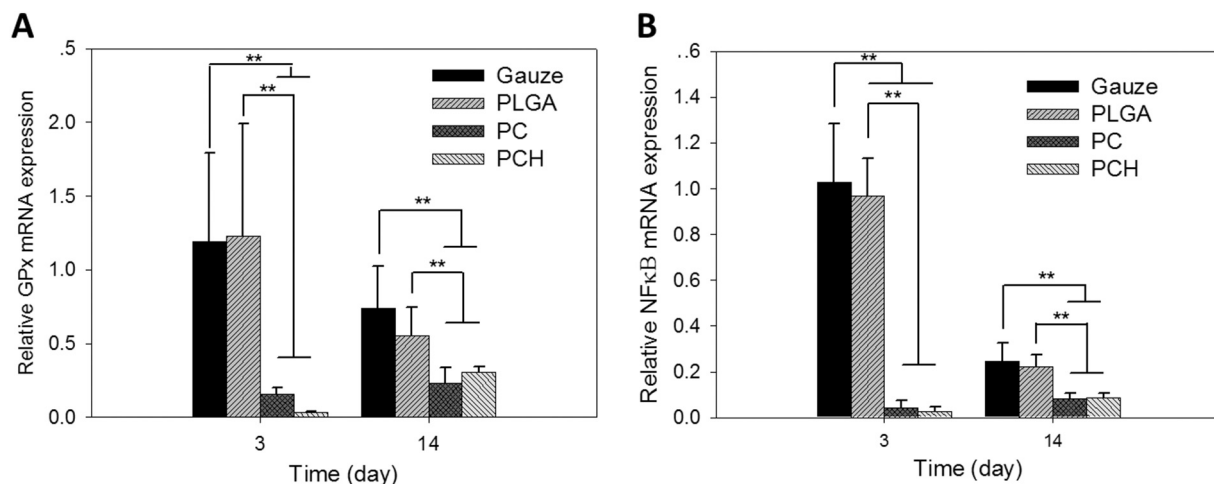 A
Relative GPx mRNA expression
.5
2.0
1.5
1.0
0.5
0.0
**
**
**
**
Gauze
PLGA
PC
PCH
3
14
Time (day)
B
Relative NFκB mRNA expression
..6
1.4
1.2
1.0
0.8
0.6
0.4
0.2
0.0
**
**
**
**
Gauze
PLGA
PC
PCH
3
14
Time (day)